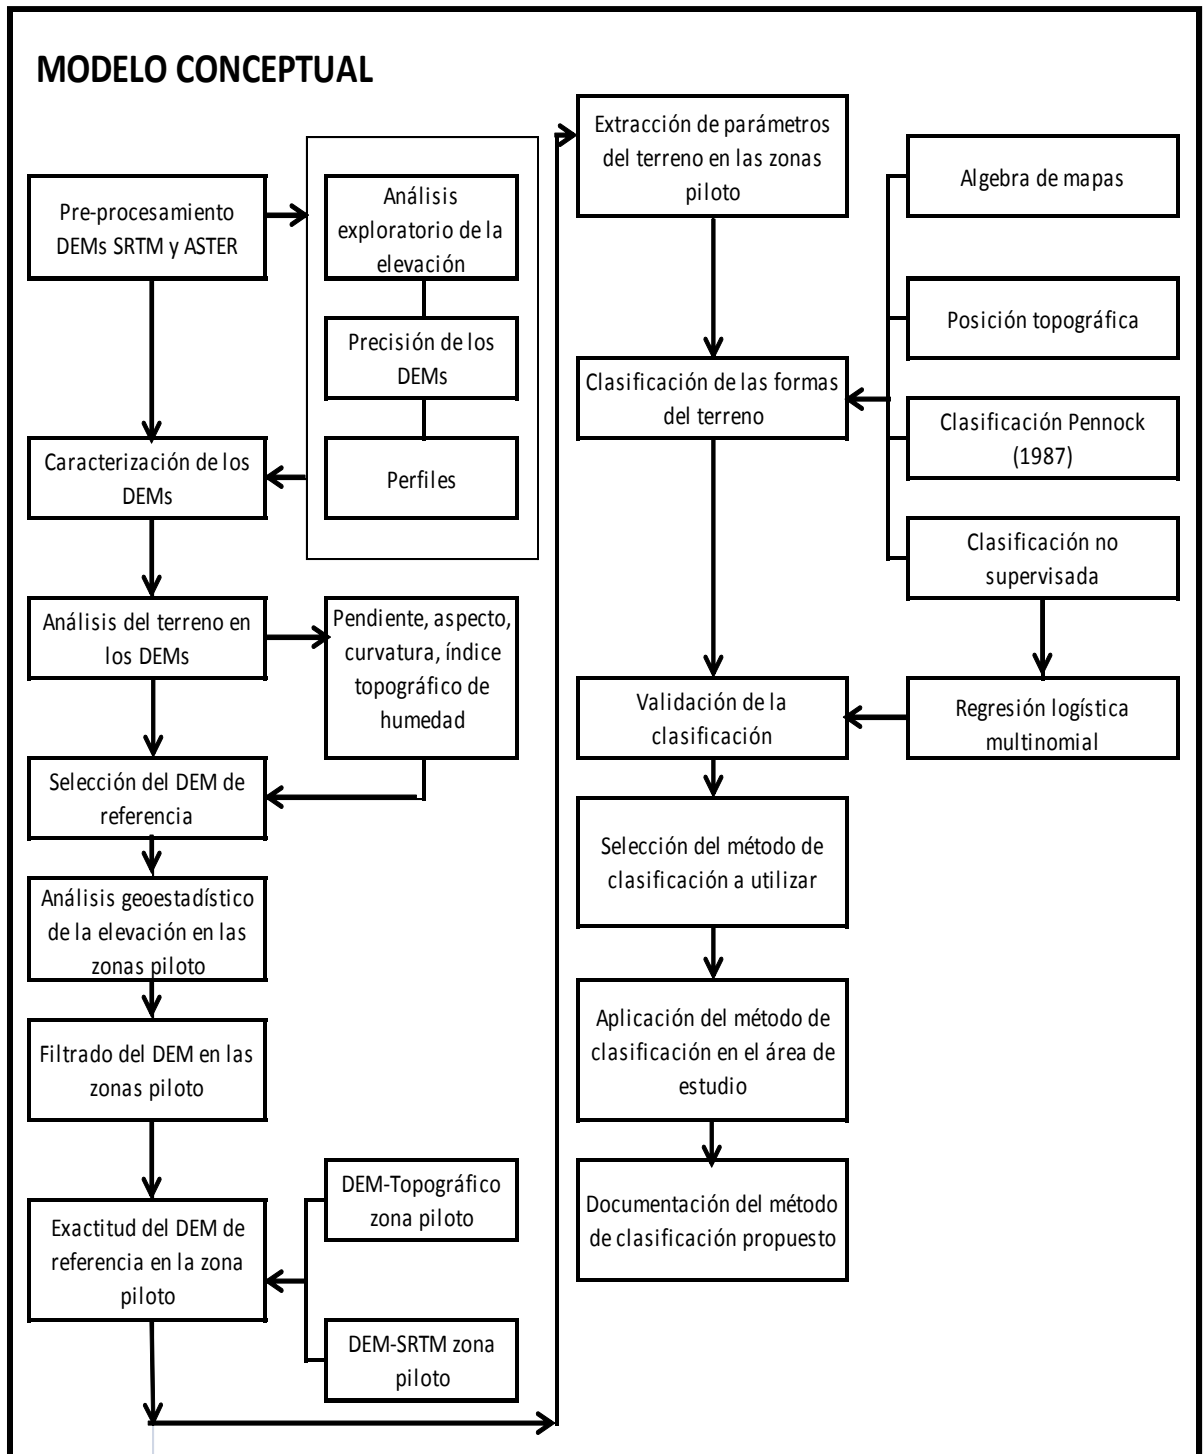 MODELO CONCEPTUAL
Pre-procesamiento
DEMs SRTM y ASTER
Análisis
exploratorio de la
elevación
Precisión de los
DEMs
Perfiles
Caracterización de los
DEMs
Análisis del terreno en
los DEMs
Pendiente, aspecto,
curvatura, índice
topográfico de
humedad
Selección del DEM de
referencia
Análisis geoestadístico
de la elevación en las
zonas piloto
Filtrado del DEM en las
zonas piloto
Exactitud del DEM de
referencia en la zona
piloto
DEM-Topográfico
zona piloto
DEM-SRTM zona
piloto
Extracción de parámetros
del terreno en las zonas
piloto
Clasificación de las formas
del terreno
Algebra de mapas
Posición topográfica
Clasificación Pennock
(1987)
Clasificación no
supervisada
Regresión logística
multinomial
Validación de la
clasificación
Selección del método de
clasificación a utilizar
Aplicación del método de
clasificación en el área de
estudio
Documentación del método
de clasificación propuesto